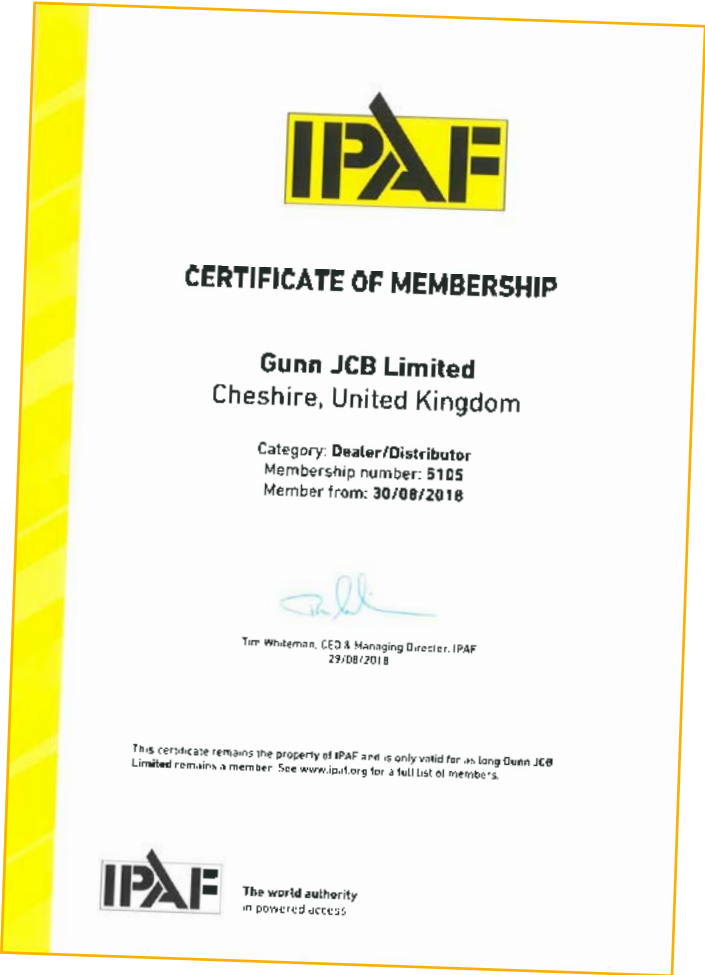 IPAF
CERTIFICATE OF MEMBERSHIP
Gunn JCB Limited
Cheshire, United Kingdom
Category: Dealer/Distributor
Membership number: 5105
Member from: 30/08/2018
Tim Whiteman, CEO & Managing Director, IPAF
29/08/2018
This certificate remains the property of IPAF and is only valid for as long Gunn JCB
Limited remains a member. See www.ipaf.org for a full list of members.
IPAF
The world authority
in powered access